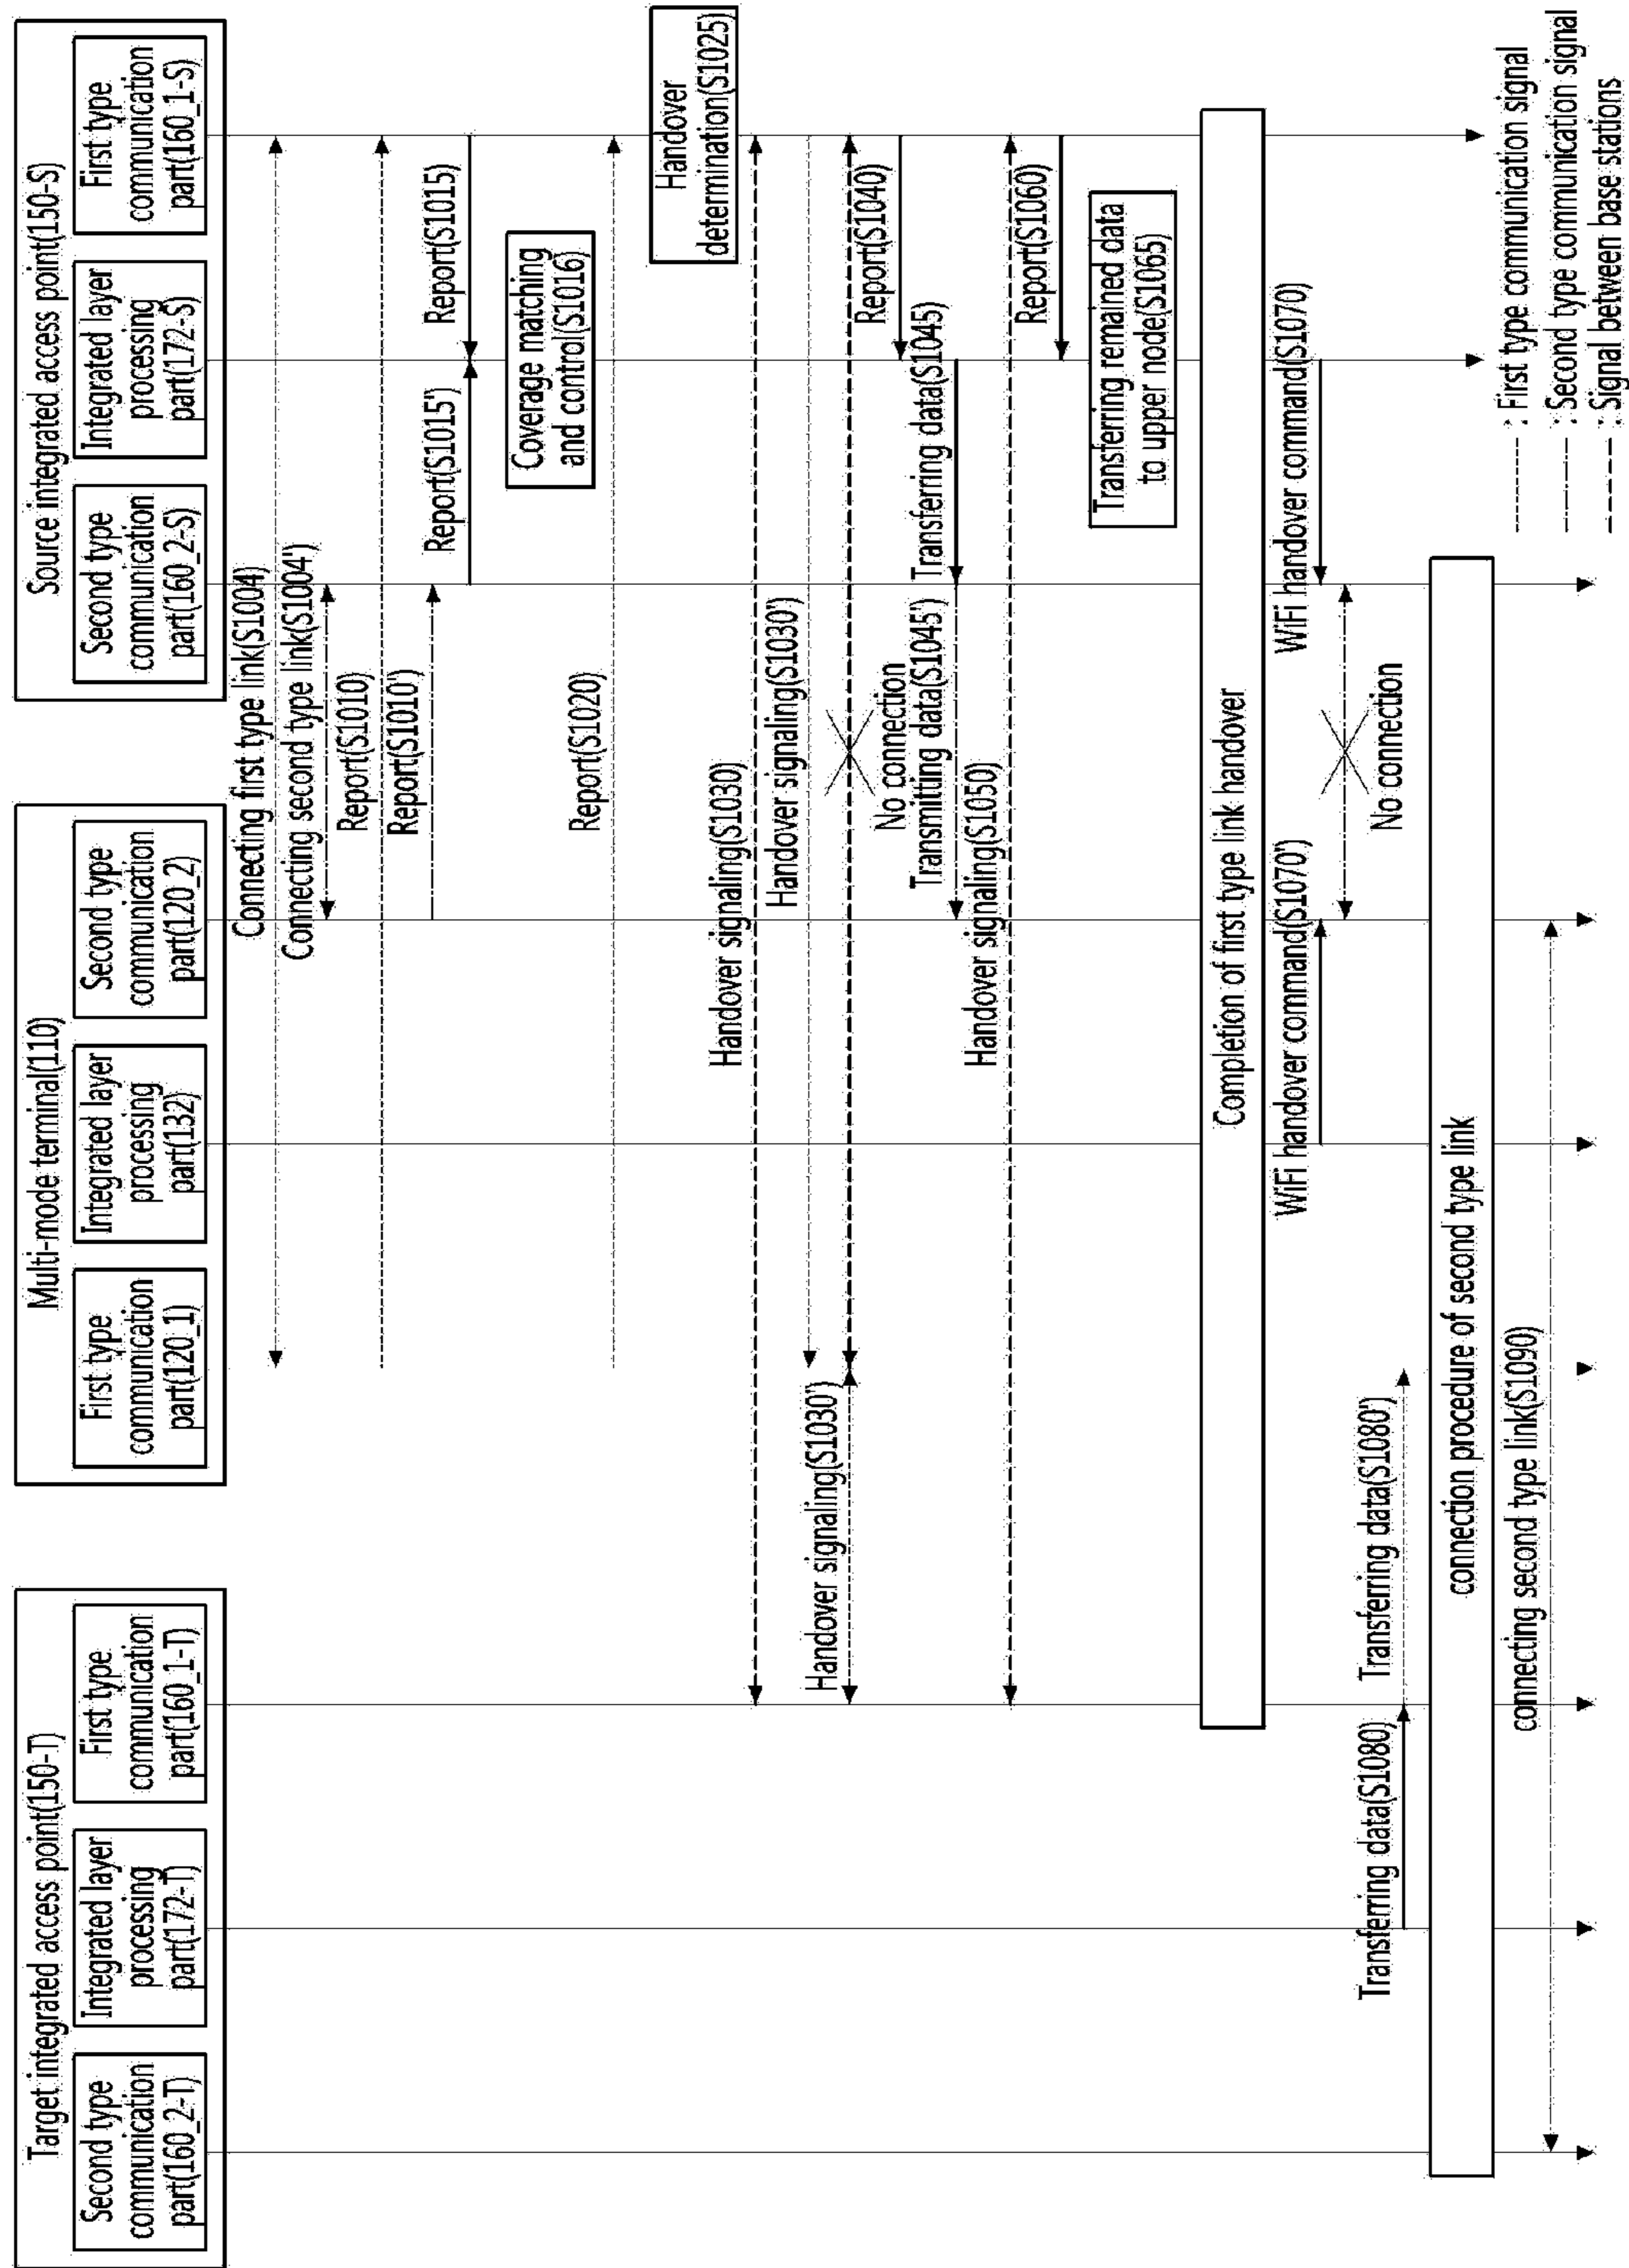 Target integrated access point(150-T)
Second type
communication
part(160_2-T)
Integrated layer
processing
part(172-T)
First type
communication
part(160_1-T)
Multi-mode terminal(110)
First type
communication
part(120_1)
Integrated layer
processing
part(132)
Second type
communication
part(120_2)
Source integrated access point(150-S)
Second type
communication
part(160_2-S)
Integrated layer
processing
part(172-S)
First type
communication
part(160_1-S)
Connecting first type link(S1004)
Connecting second type link(S1004')
Report(S1010)
Report(S1010')
Report(S1015')
Report(S1015)
Coverage matching
and control(S1016)
Report(S1020)
Handover
determination(S1025)
Handover signaling(S1030)
Handover signaling(S1030')
Handover signaling(S1030")
No connection
Report(S1040)
Transmitting data(S1045')
Transferring data(S1045)
Handover signaling(S1050)
Report(S1060)
Transferring remained data
to upper node(S1065)
Completion of first type link handover
WiFi handover command(S1070')
WiFi handover command(S1070)
No connection
Transferring data(S1080)
Transferring data(S1080')
connection procedure of second type link
connecting second type link(S1090)
: First type communication signal
: Second type communication signal
: Signal between base stations